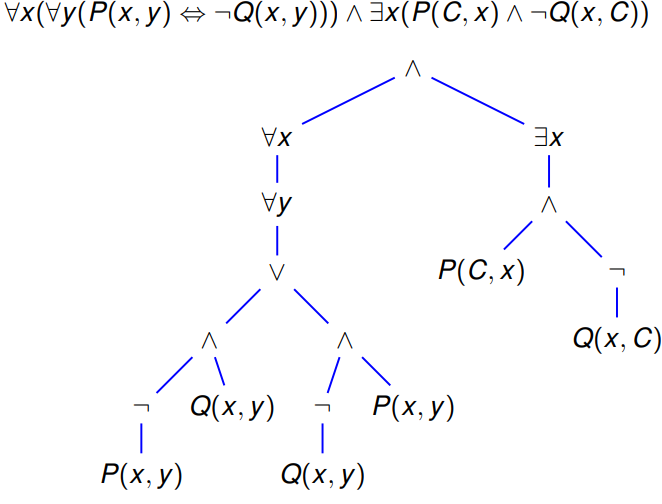 ∀x(∀y(P(x, y) ⇔ ¬Q(x, y))) ∧ ∃x(P(C, x) ∧ ¬Q(x, C))
∧
∀x ∃x
∀y ∧
∨ P(C, x) ¬
∧ ∧ Q(x, C)
¬ Q(x, y) ¬ P(x, y)
P(x, y) Q(x, y)